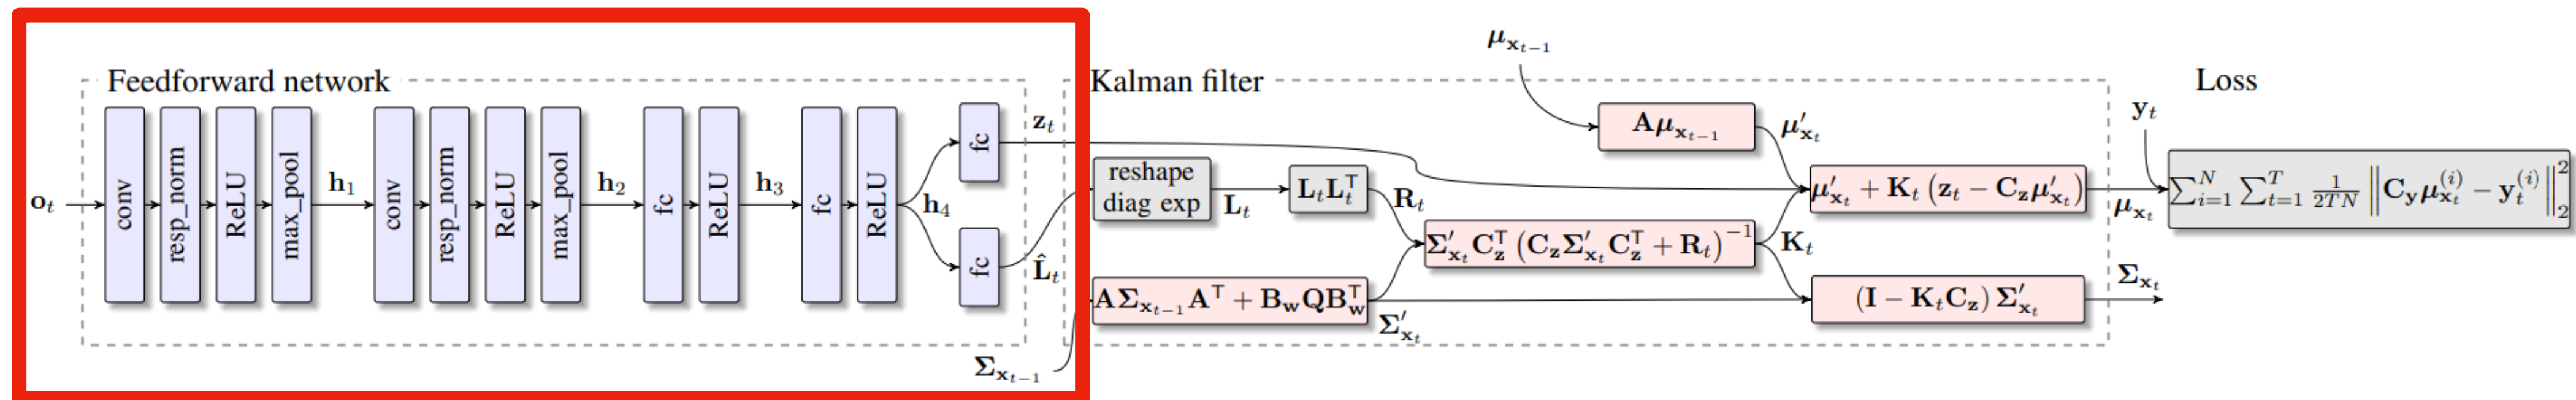 Feedforward network
o_t
conv
resp_norm
ReLU
max_pool
h_1
conv
resp_norm
ReLU
max_pool
h_2
fc
ReLU
h_3
fc
ReLU
h_4
fc
fc
z_t
L̂_t
Σ_{x_{t−1}}
Kalman filter
reshape
diag exp
L_t
L_t L_t^T
R_t
AΣ_{x_{t−1}}A^T + B_w Q B_w^T
Σ′_{x_t}
Σ′_{x_t} C_z^T (C_z Σ′_{x_t} C_z^T + R_t)^{−1}
K_t
μ_{x_{t−1}}
Aμ_{x_{t−1}}
μ′_{x_t}
μ′_{x_t} + K_t (z_t − C_z μ′_{x_t})
μ_{x_t}
(I − K_t C_z) Σ′_{x_t}
Σ_{x_t}
Loss
y_t
∑_{i=1}^{N} ∑_{t=1}^{T} \frac{1}{2TN} ‖C_y μ_{x_t}^{(i)} − y_t^{(i)}‖_2^2